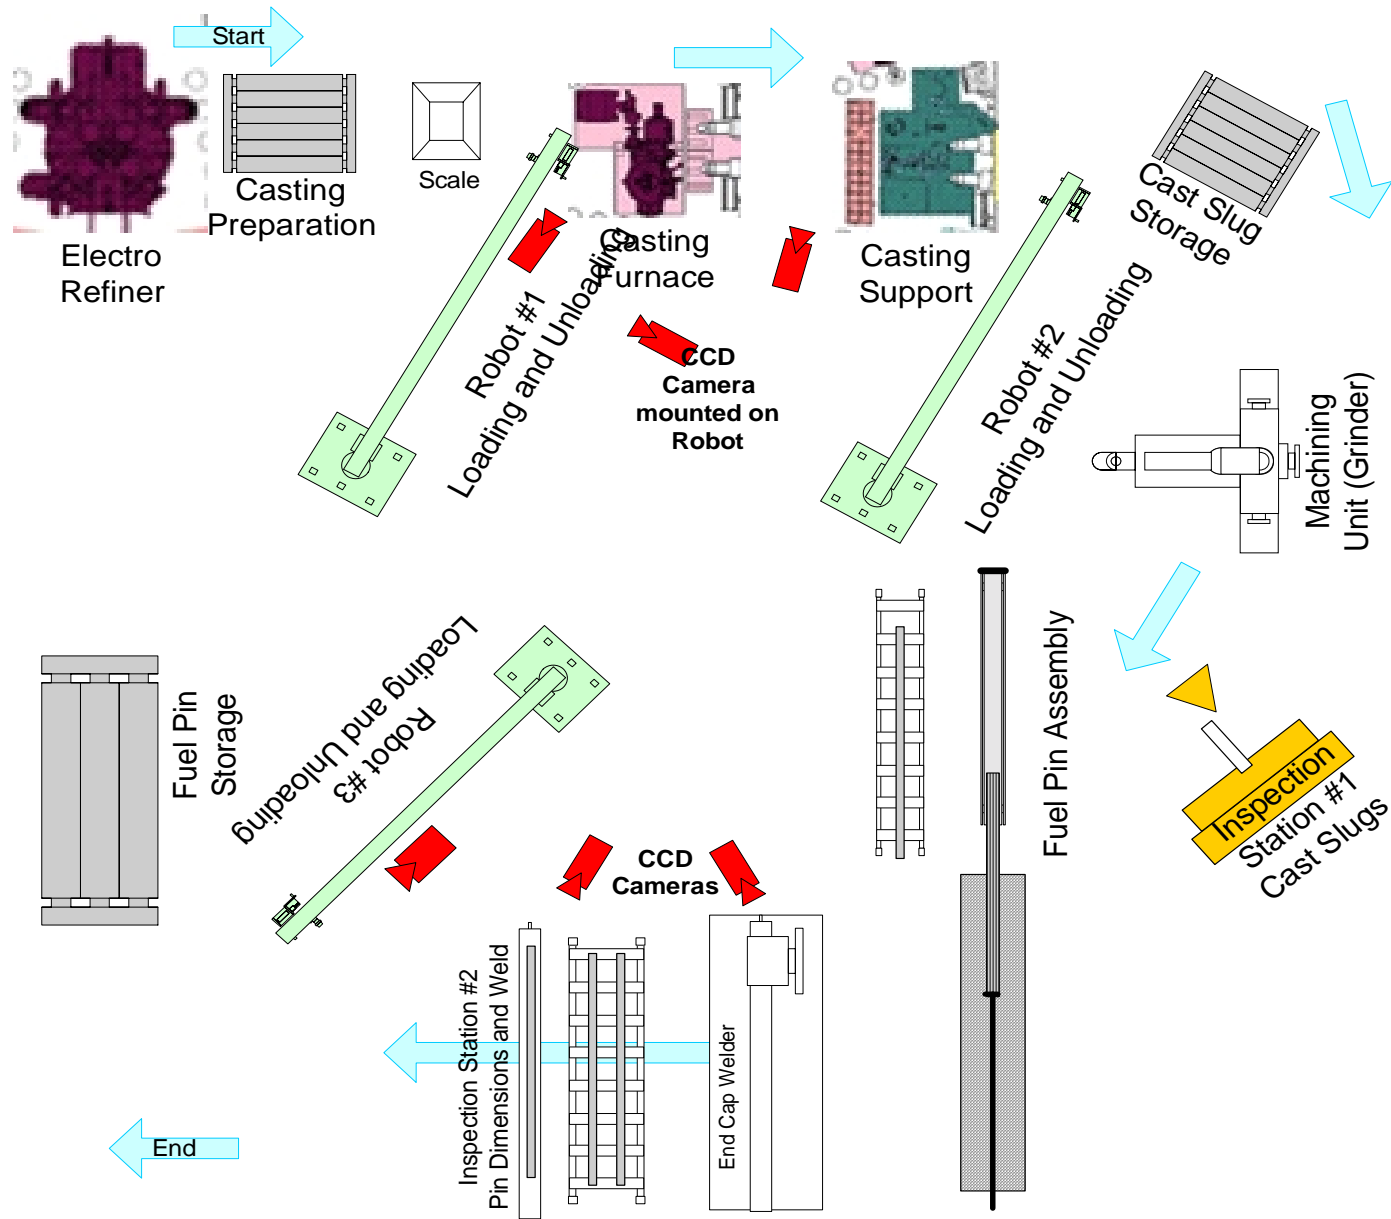 Start
Electro
Refiner
Casting
Preparation
Scale
Casting
Furnace
Casting
Support
Cast Slug
Storage
Robot #1
Loading and Unloading
CCD
Camera
mounted on
Robot
Robot #2
Loading and Unloading
Machining
Unit (Grinder)
Fuel Pin Assembly
Inspection
Station #1
Cast Slugs
Fuel Pin
Storage
Robot #3
Loading and Unloading
CCD
Cameras
Inspection Station #2
Pin Dimensions and Weld
End Cap Welder
End